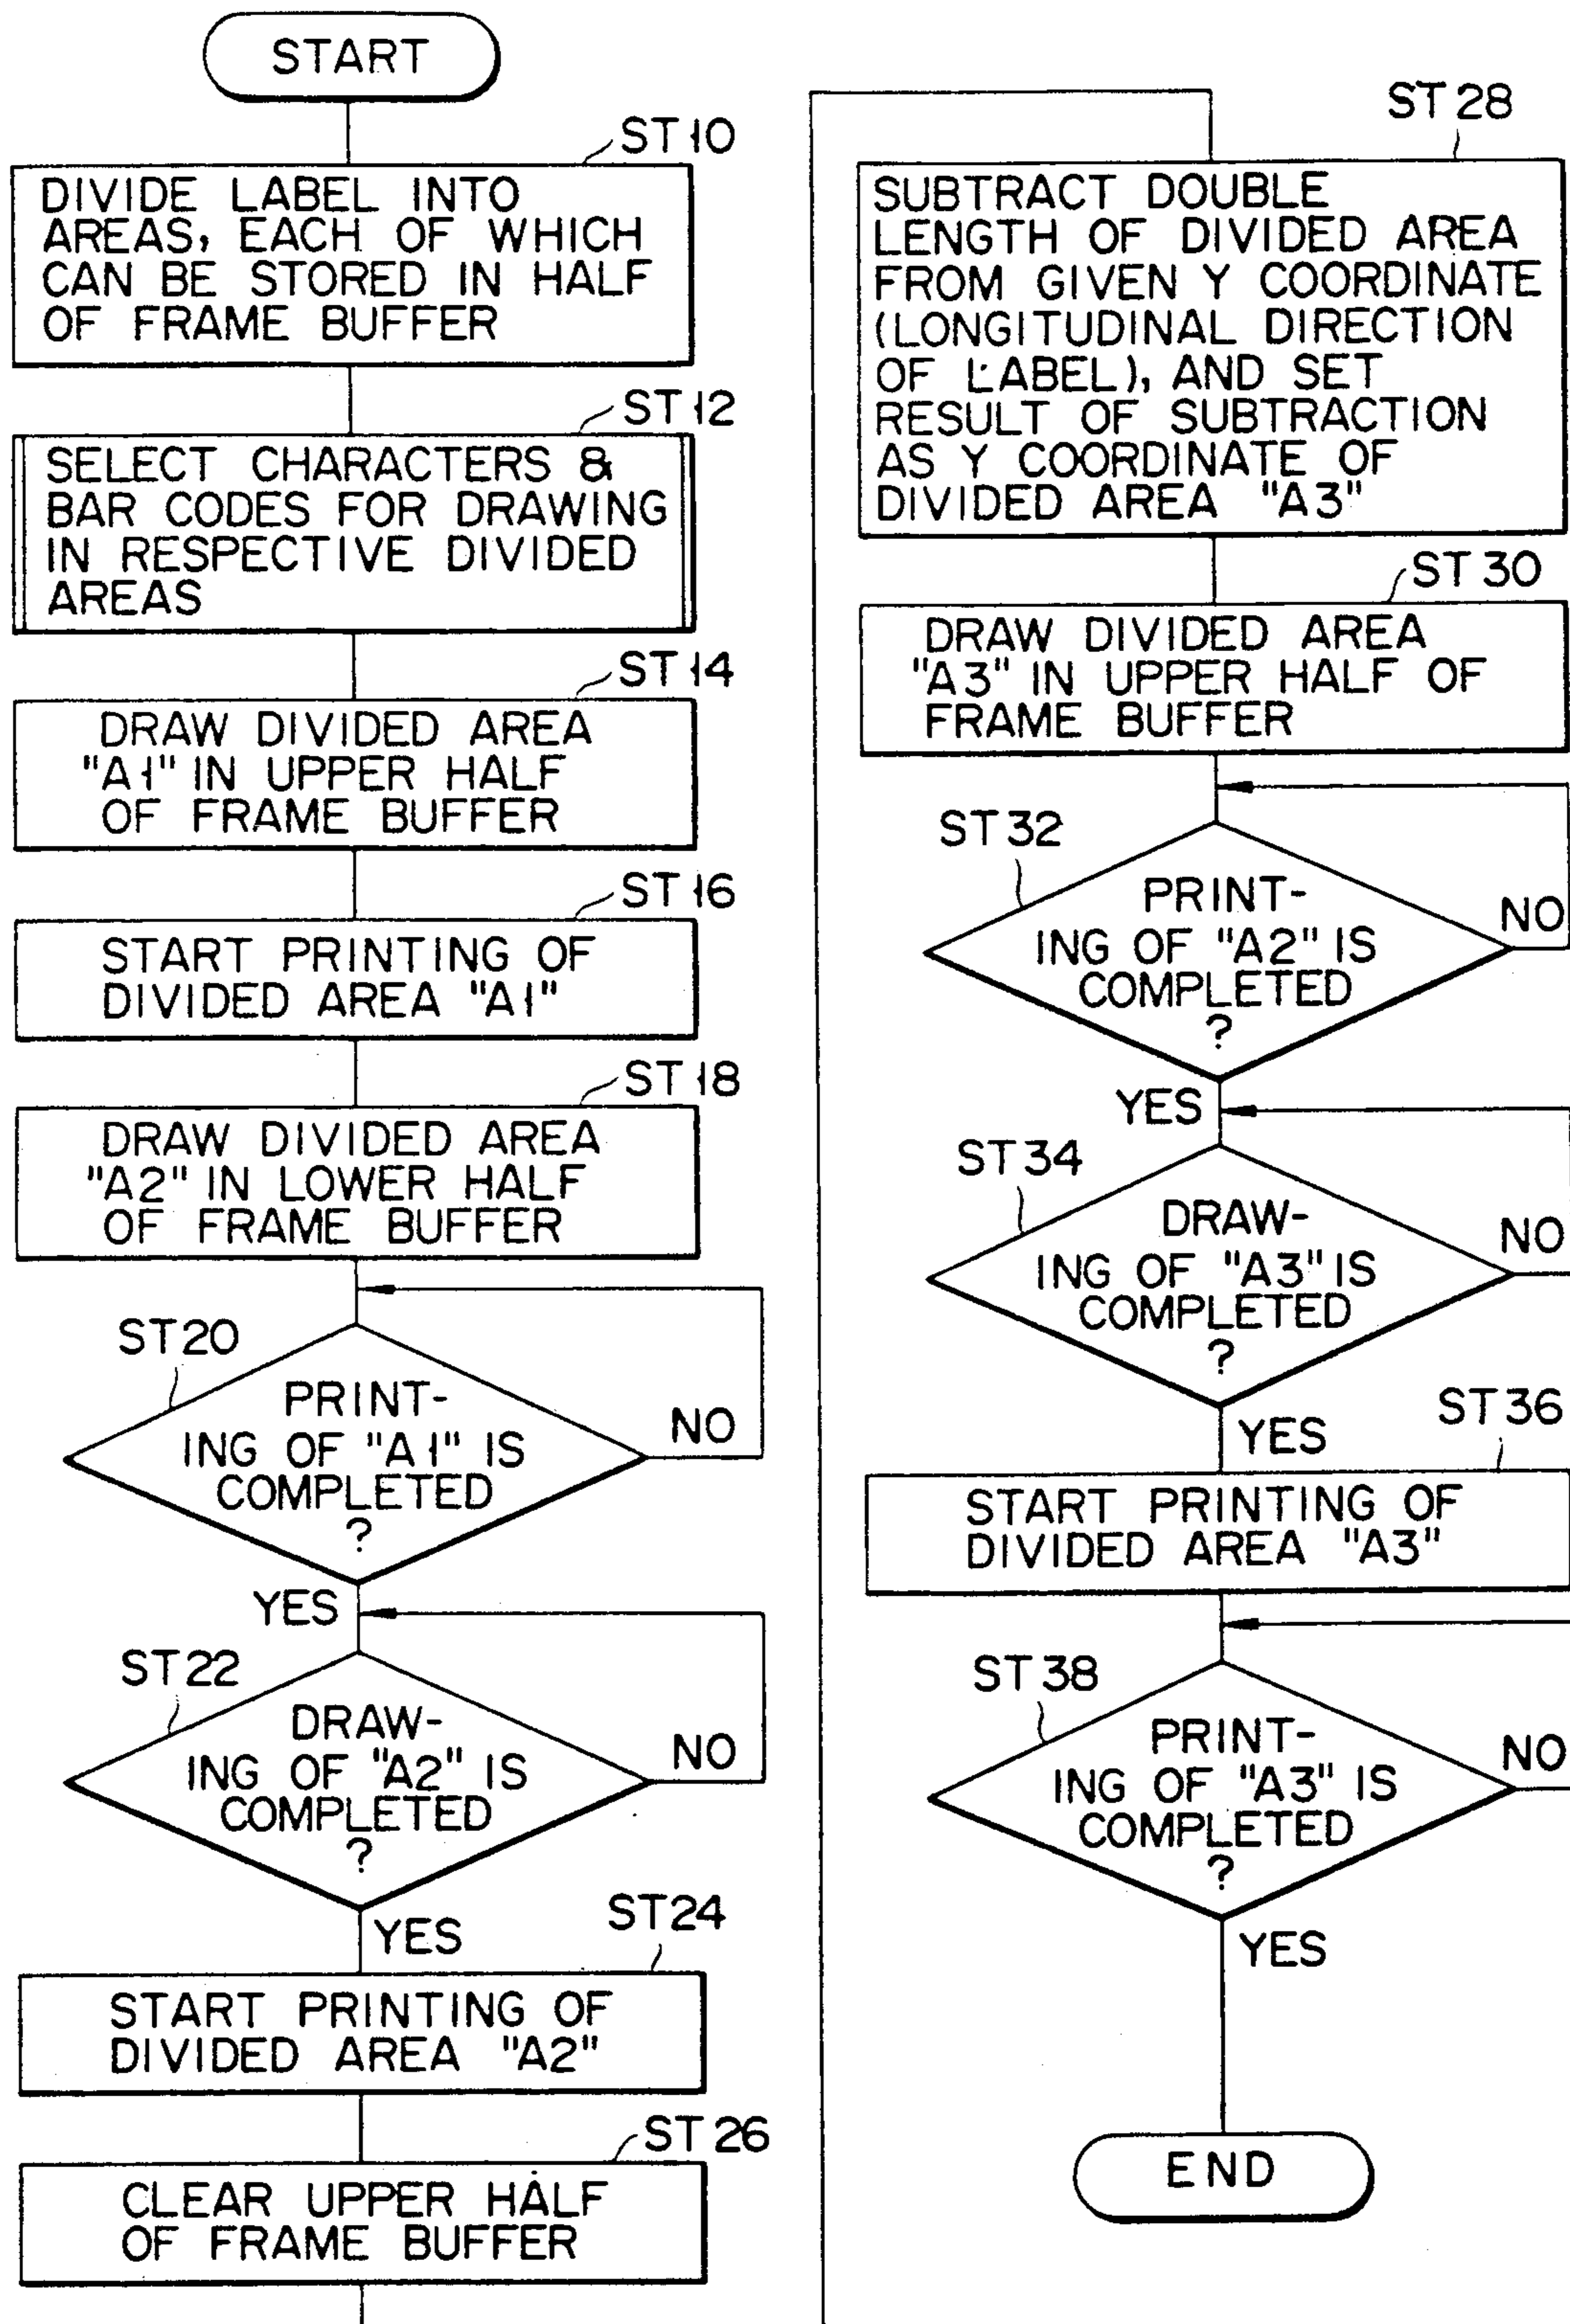 START
ST10
DIVIDE LABEL INTO
AREAS, EACH OF WHICH
CAN BE STORED IN HALF
OF FRAME BUFFER
ST12
SELECT CHARACTERS &
BAR CODES FOR DRAWING
IN RESPECTIVE DIVIDED
AREAS
ST14
DRAW DIVIDED AREA
"A1" IN UPPER HALF
OF FRAME BUFFER
ST16
START PRINTING OF
DIVIDED AREA "A1"
ST18
DRAW DIVIDED AREA
"A2" IN LOWER HALF
OF FRAME BUFFER
ST20
PRINT-
ING OF "A1" IS
COMPLETED
?
NO
YES
ST22
DRAW-
ING OF "A2" IS
COMPLETED
?
NO
YES
ST24
START PRINTING OF
DIVIDED AREA "A2"
ST26
CLEAR UPPER HALF
OF FRAME BUFFER
ST28
SUBTRACT DOUBLE
LENGTH OF DIVIDED AREA
FROM GIVEN Y COORDINATE
(LONGITUDINAL DIRECTION
OF LABEL), AND SET
RESULT OF SUBTRACTION
AS Y COORDINATE OF
DIVIDED AREA "A3"
ST30
DRAW DIVIDED AREA
"A3" IN UPPER HALF OF
FRAME BUFFER
ST32
PRINT-
ING OF "A2" IS
COMPLETED
?
NO
YES
ST34
DRAW-
ING OF "A3" IS
COMPLETED
?
NO
YES
ST36
START PRINTING OF
DIVIDED AREA "A3"
ST38
PRINT-
ING OF "A3" IS
COMPLETED
?
NO
YES
END